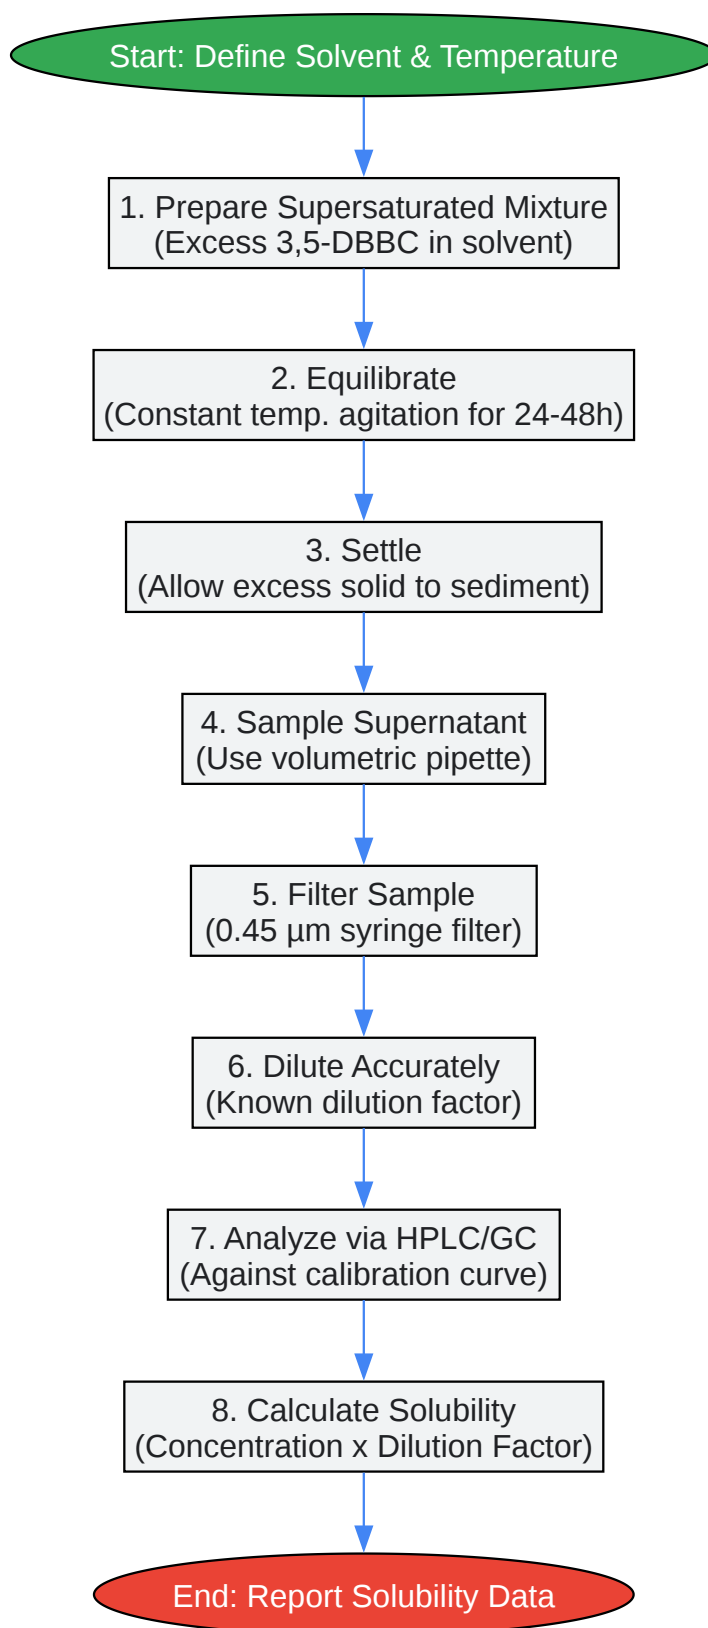 Start: Define Solvent & Temperature
1. Prepare Supersaturated Mixture
(Excess 3,5-DBBC in solvent)
2. Equilibrate
(Constant temp. agitation for 24-48h)
3. Settle
(Allow excess solid to sediment)
4. Sample Supernatant
(Use volumetric pipette)
5. Filter Sample
(0.45 µm syringe filter)
6. Dilute Accurately
(Known dilution factor)
7. Analyze via HPLC/GC
(Against calibration curve)
8. Calculate Solubility
(Concentration x Dilution Factor)
End: Report Solubility Data